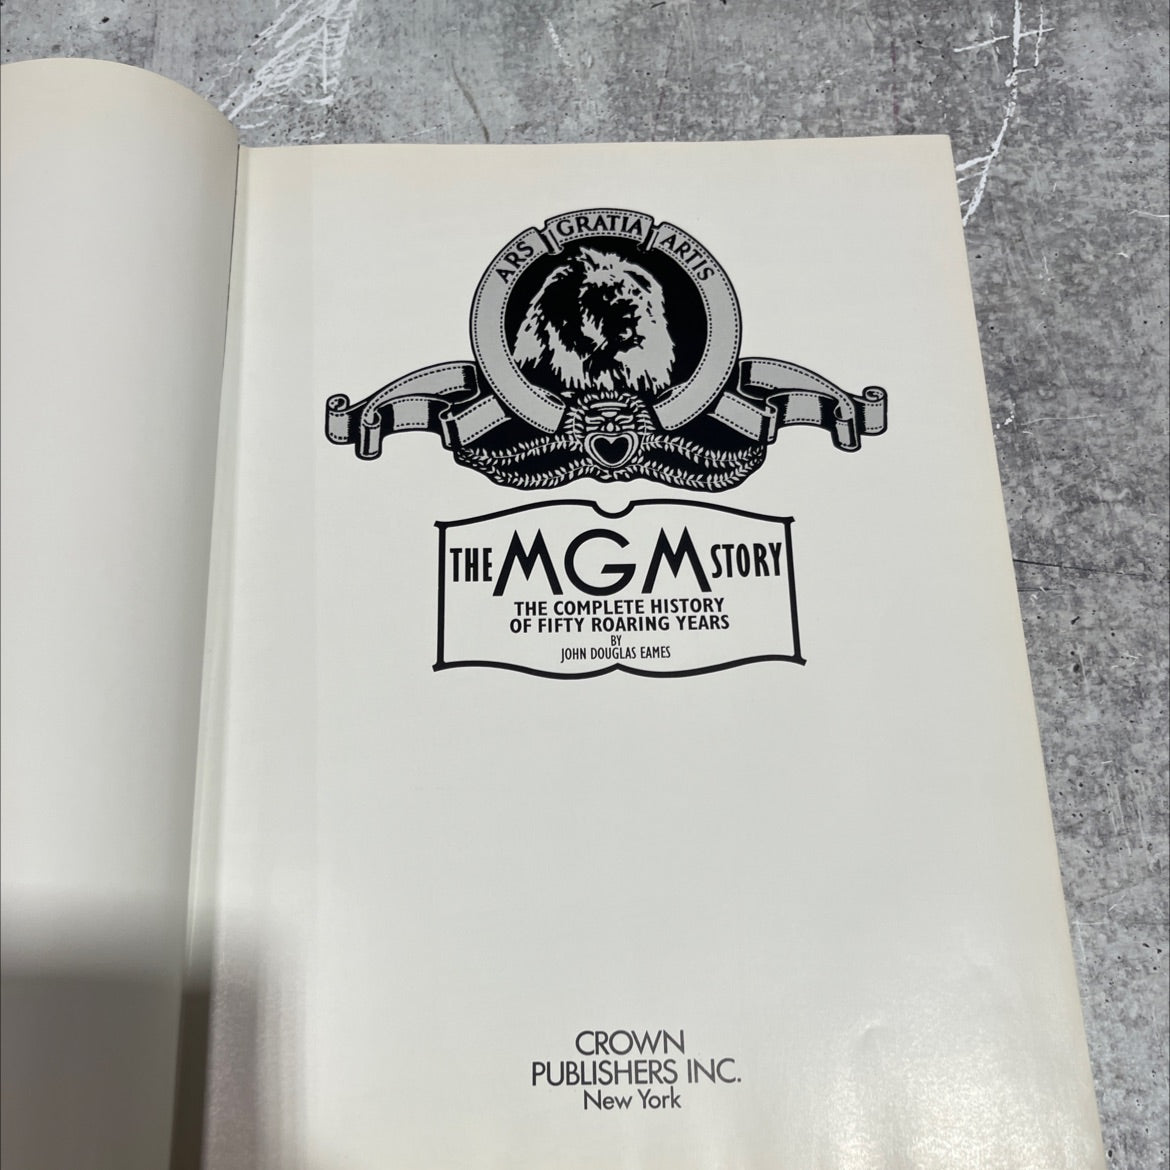 ARS GRATIA ARTIS
THE MGM STORY
THE COMPLETE HISTORY
OF FIFTY ROARING YEARS
BY
JOHN DOUGLAS EAMES
CROWN
PUBLISHERS INC.
New York